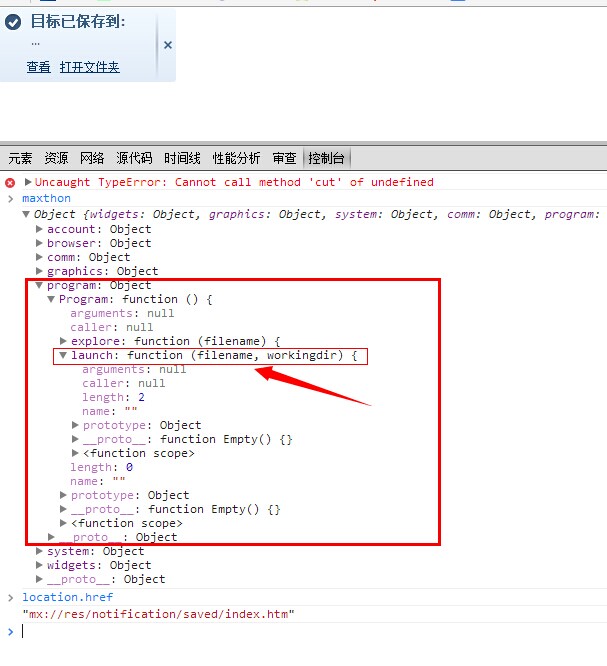 目标已保存到:
...
查看 打开文件夹
元素 资源 网络 源代码 时间线 性能分析 审查 控制台
Uncaught TypeError: Cannot call method 'cut' of undefined
maxthon
Object {widgets: Object, graphics: Object, system: Object, comm: Object, program:
account: Object
browser: Object
comm: Object
graphics: Object
program: Object
Program: function () {
arguments: null
caller: null
explore: function (filename) {
launch: function (filename, workingdir) {
arguments: null
caller: null
length: 2
name: ""
prototype: Object
__proto__: function Empty() {}
<function scope>
length: 0
name: ""
prototype: Object
__proto__: function Empty() {}
<function scope>
__proto__: Object
system: Object
widgets: Object
__proto__: Object
location.href
"mx://res/notification/saved/index.htm"